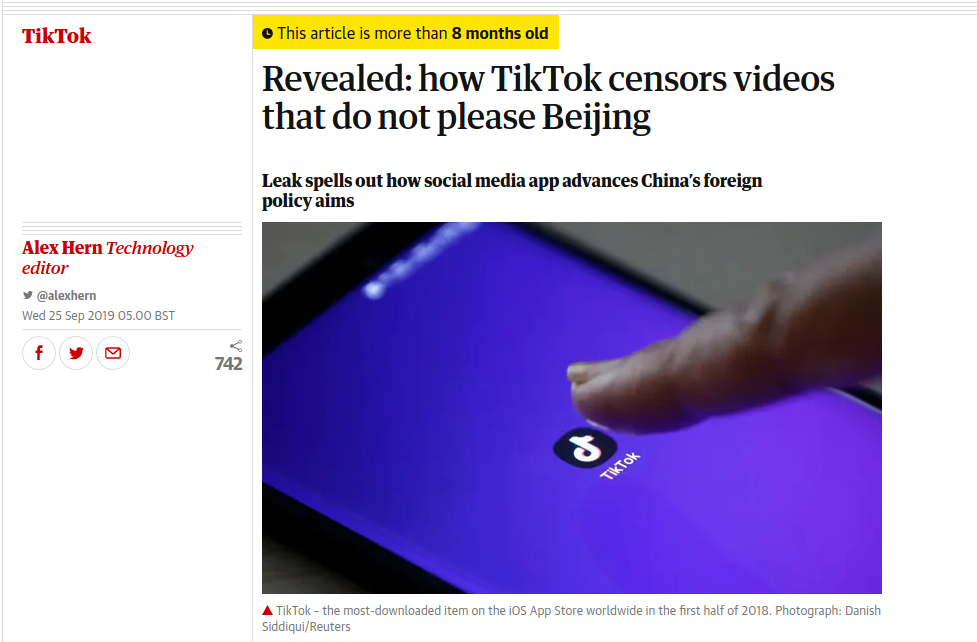 TikTok
This article is more than 8 months old
Revealed: how TikTok censors videos
that do not please Beijing
Leak spells out how social media app advances China's foreign
policy aims
Alex Hern Technology
editor
@alexhern
Wed 25 Sep 2019 05.00 BST
742
TikTok
TikTok – the most-downloaded item on the iOS App Store worldwide in the first half of 2018. Photograph: Danish
Siddiqui/Reuters